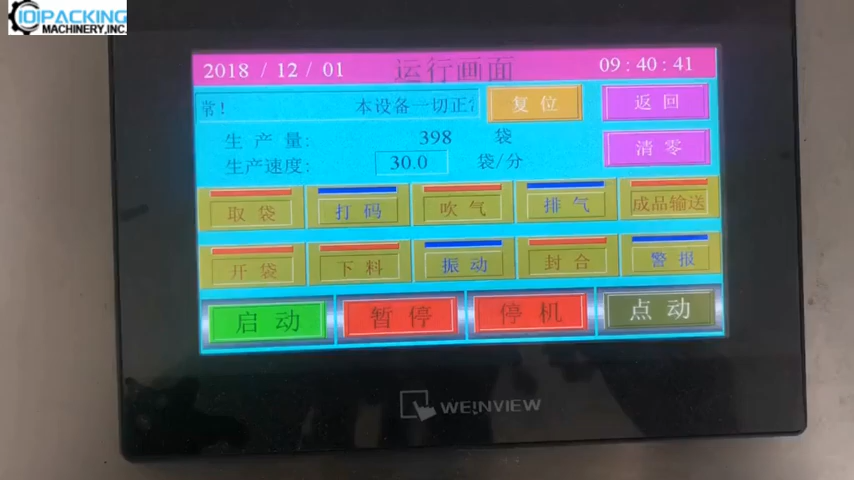 IOIPACKING
MACHINERY,INC.
2018 / 12 / 01 运行画面 09:40:41
常! 本设备一切正常 复位 返回
生产量: 398 袋 清零
生产速度: 30.0 袋/分
取袋 打码 吹气 排气 成品输送
开袋 下料 振动 封合 警报
启动 暂停 停机 点动
WEINVIEW